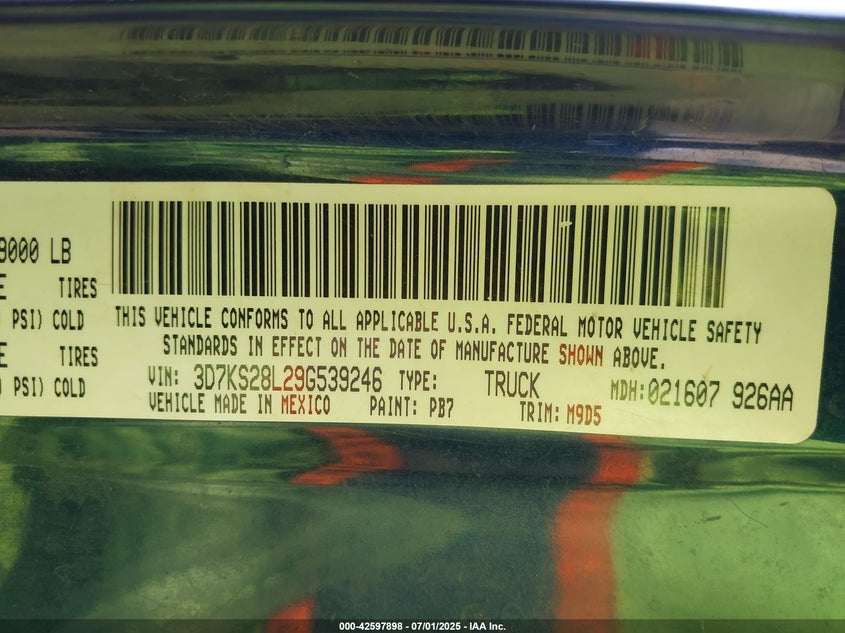 8000 LB
TIRES
PSI) COLD
TIRES
PSI) COLD
THIS VEHICLE CONFORMS TO ALL APPLICABLE U.S.A. FEDERAL MOTOR VEHICLE SAFETY
STANDARDS IN EFFECT ON THE DATE OF MANUFACTURE SHOWN ABOVE.
VIN: 3D7KS28L29G539246 TYPE: TRUCK MDH:021607 926AA
VEHICLE MADE IN MEXICO PAINT: PB7 TRIM: M9D5
000-42597898 - 07/01/2025 - IAA Inc.